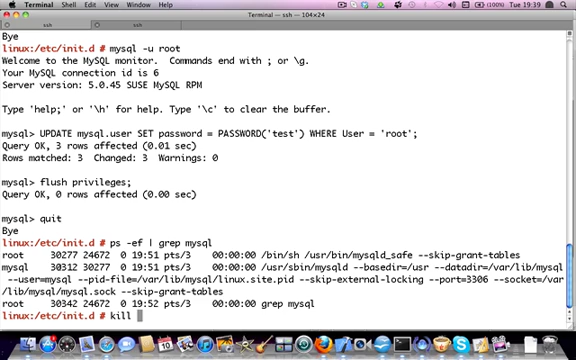 Terminal Shell Edit View Window Help (100%) Tue 19:39
Terminal — ssh — 104×24
ssh ssh
Bye
linux:/etc/init.d # mysql -u root
Welcome to the MySQL monitor.  Commands end with ; or \g.
Your MySQL connection id is 6
Server version: 5.0.45 SUSE MySQL RPM
Type 'help;' or '\h' for help. Type '\c' to clear the buffer.
mysql> UPDATE mysql.user SET password = PASSWORD('test') WHERE User = 'root';
Query OK, 3 rows affected (0.01 sec)
Rows matched: 3  Changed: 3  Warnings: 0
mysql> flush privileges;
Query OK, 0 rows affected (0.00 sec)
mysql> quit
Bye
linux:/etc/init.d # ps -ef | grep mysql
root     30277 24672  0 19:51 pts/3    00:00:00 /bin/sh /usr/bin/mysqld_safe --skip-grant-tables
mysql    30312 30277  0 19:51 pts/3    00:00:00 /usr/sbin/mysqld --basedir=/usr --datadir=/var/lib/mysql
--user=mysql --pid-file=/var/lib/mysql/linux.site.pid --skip-external-locking --port=3306 --socket=/var
/lib/mysql/mysql.sock --skip-grant-tables
root     30342 24672  0 19:52 pts/3    00:00:00 grep mysql
linux:/etc/init.d # kill